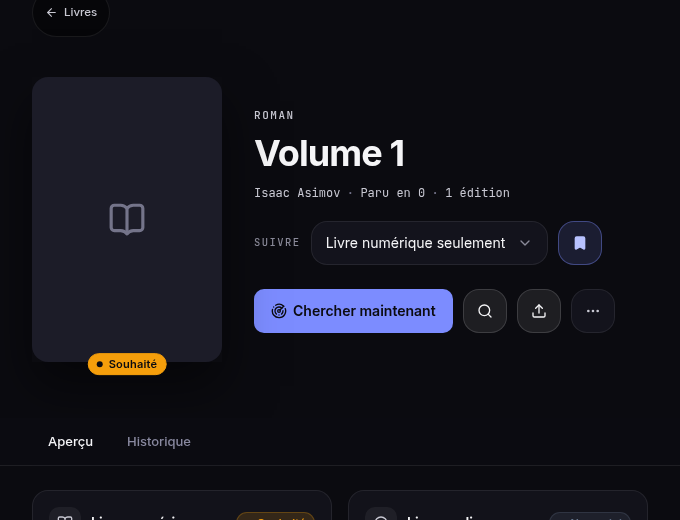 Livres
ROMAN
Volume 1
Isaac Asimov · Paru en 0 · 1 édition
SUIVRE
Livre numérique seulement
Chercher maintenant
Souhaité
Aperçu
Historique